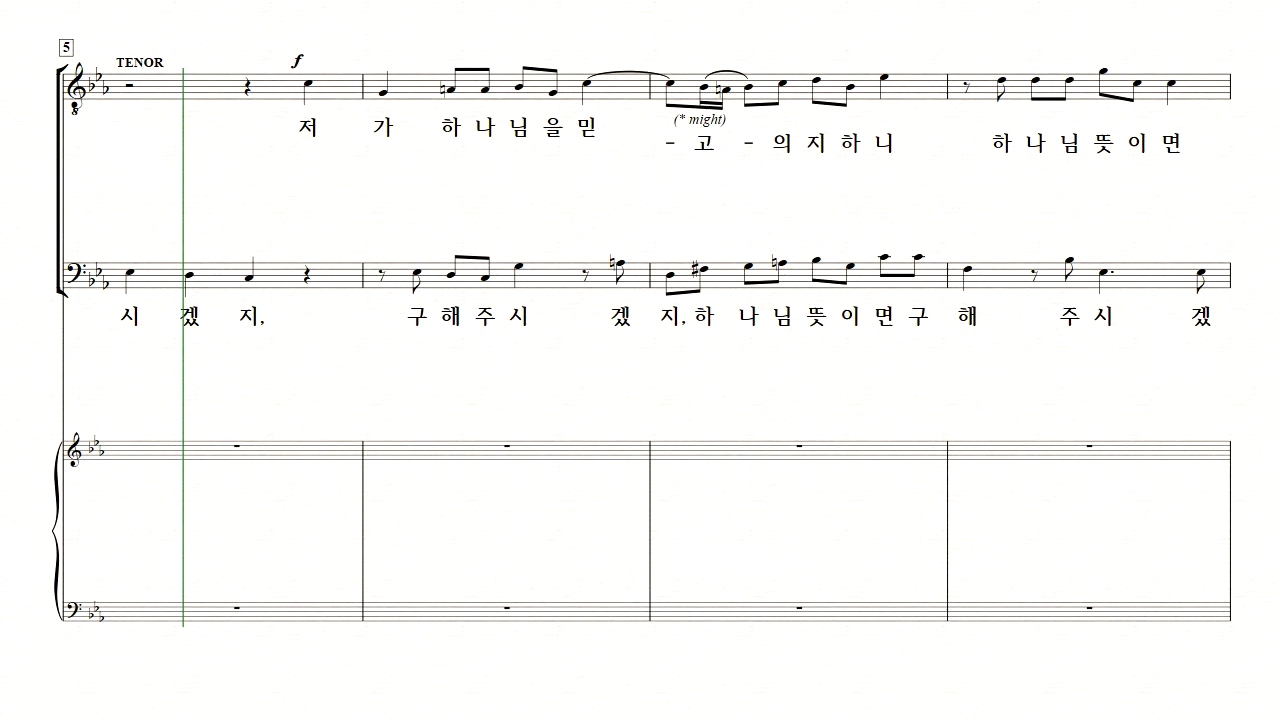 5
TENOR
f
저 가 하 나 님 을 믿
(* might)
- 고 - 의 지 하 니 하 나 님 뜻 이 면
시 겠 지, 구 해 주 시 겠 지, 하 나 님 뜻 이 면 구 해 주 시 겠